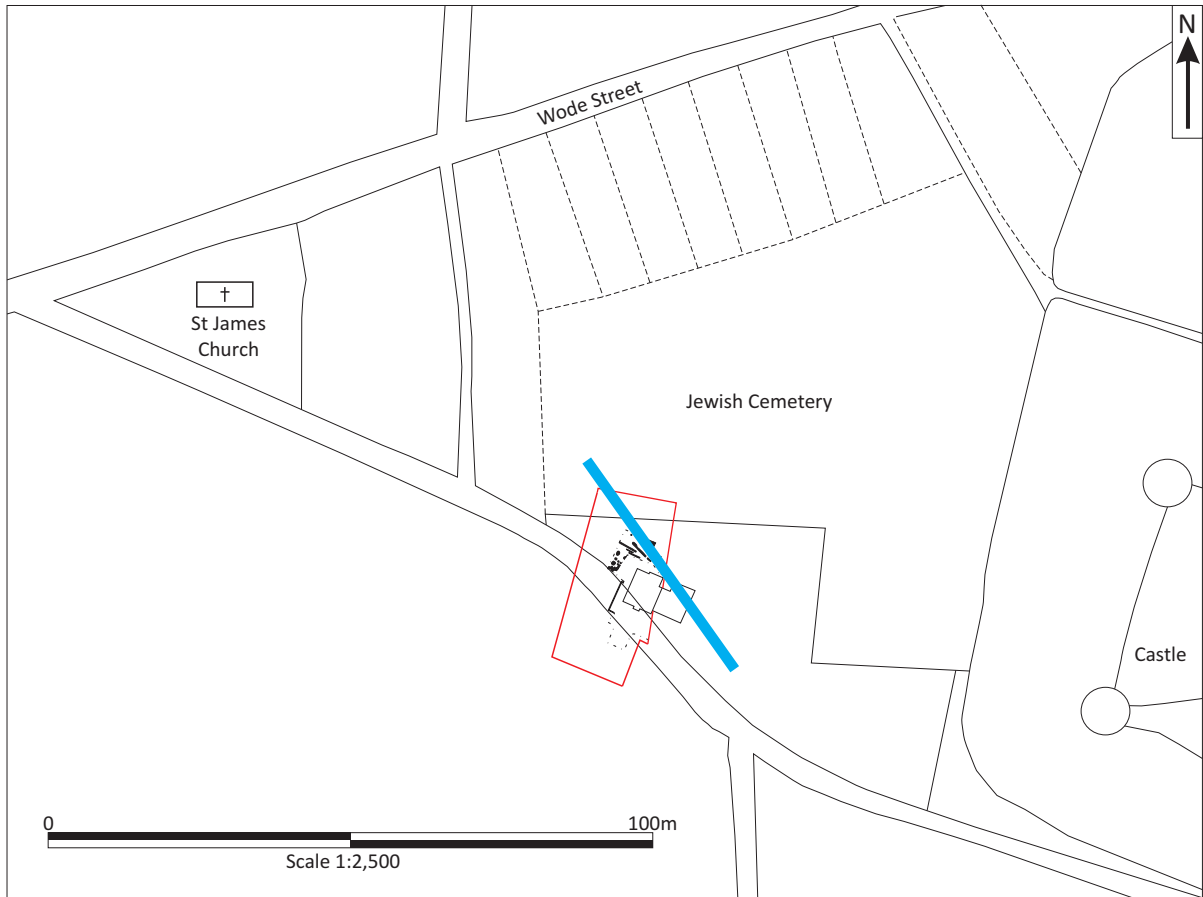 N
Wode Street
St James
Church
Jewish Cemetery
Castle
0 100m
Scale 1:2,500